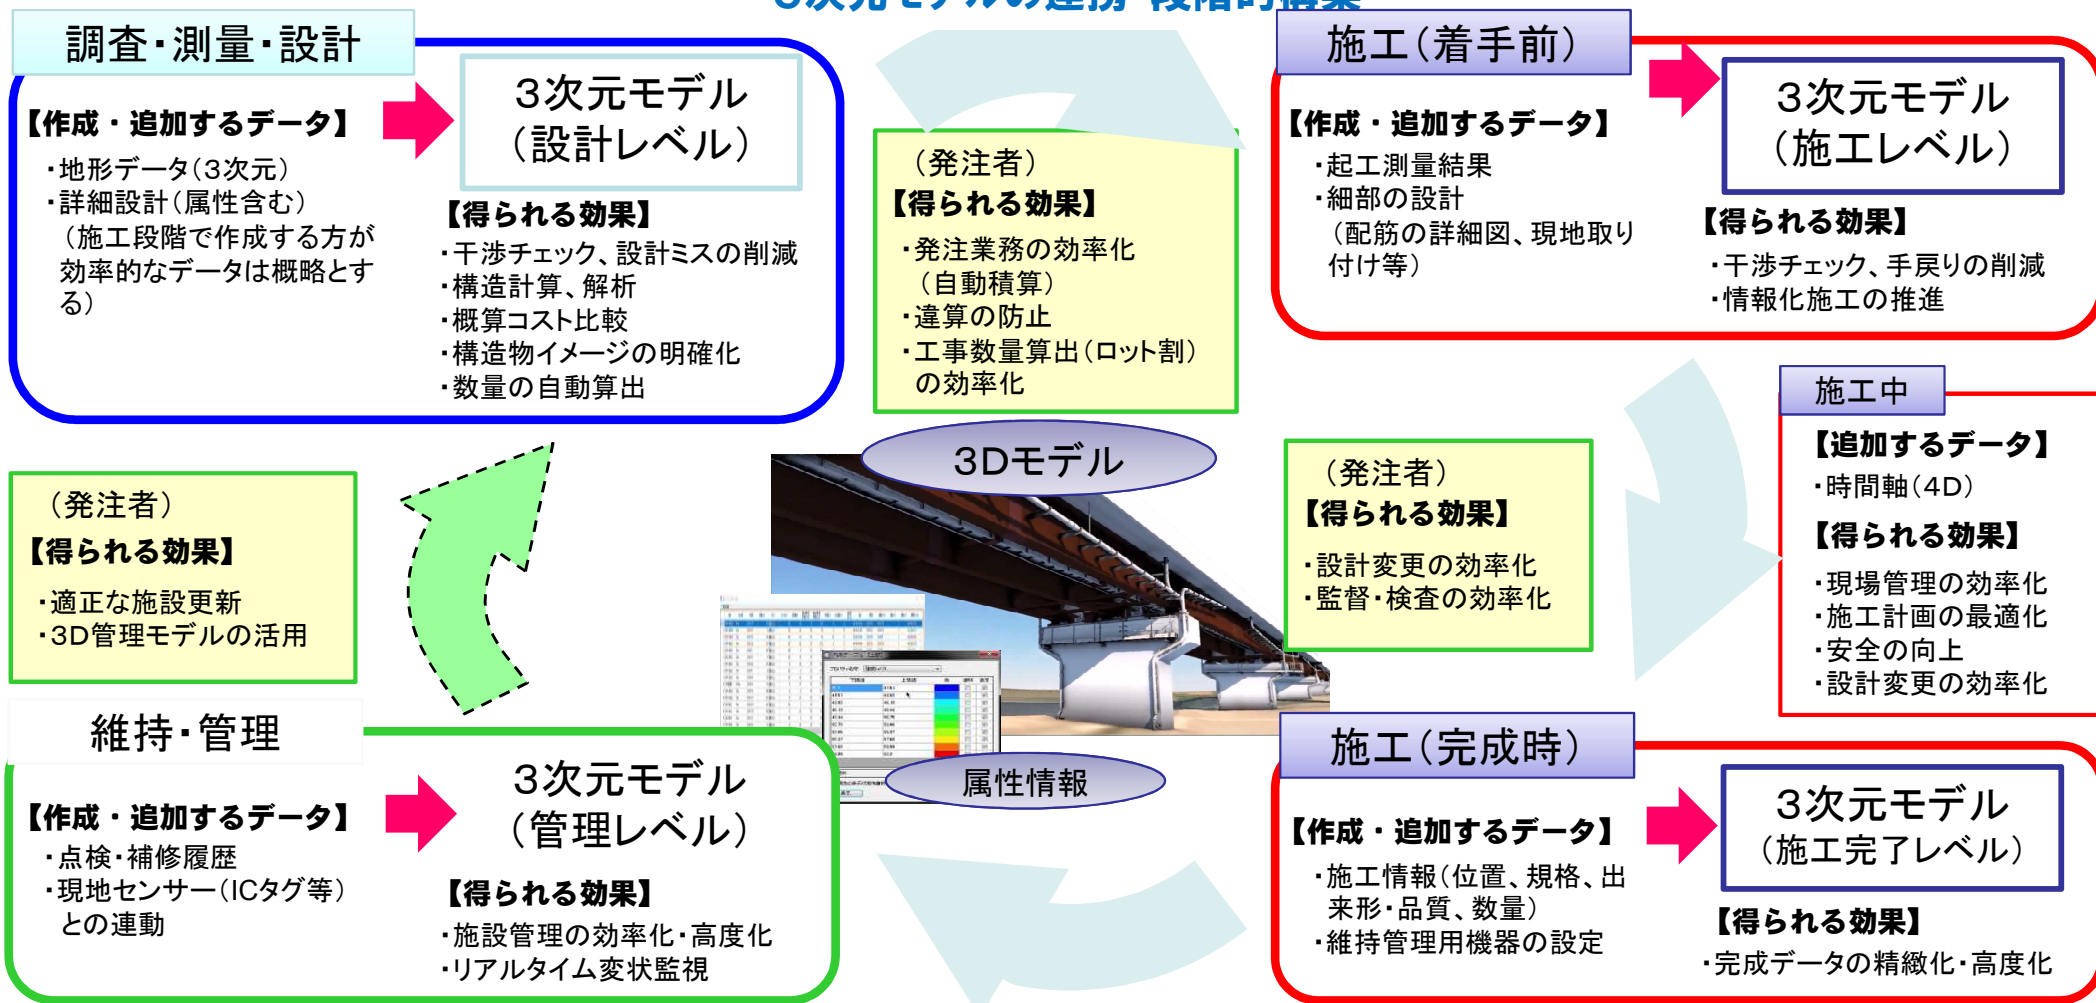 3次元モデルの連携・段階的構築
調査・測量・設計
【作成・追加するデータ】
・地形データ(3次元)
・詳細設計(属性含む)
(施工段階で作成する方が
効率的なデータは概略とす
る)
3次元モデル
(設計レベル)
【得られる効果】
・干渉チェック、設計ミスの削減
・構造計算、解析
・概算コスト比較
・構造物イメージの明確化
・数量の自動算出
(発注者)
【得られる効果】
・発注業務の効率化
(自動積算)
・違算の防止
・工事数量算出(ロット割)
の効率化
施工(着手前)
【作成・追加するデータ】
・起工測量結果
・細部の設計
(配筋の詳細図、現地取り
付け等)
3次元モデル
(施工レベル)
【得られる効果】
・干渉チェック、手戻りの削減
・情報化施工の推進
施工中
【追加するデータ】
・時間軸(4D)
【得られる効果】
・現場管理の効率化
・施工計画の最適化
・安全の向上
・設計変更の効率化
(発注者)
【得られる効果】
・設計変更の効率化
・監督・検査の効率化
3Dモデル
属性情報
(発注者)
【得られる効果】
・適正な施設更新
・3D管理モデルの活用
維持・管理
【作成・追加するデータ】
・点検・補修履歴
・現地センサー(ICタグ等)
との連動
3次元モデル
(管理レベル)
【得られる効果】
・施設管理の効率化・高度化
・リアルタイム変状監視
施工(完成時)
【作成・追加するデータ】
・施工情報(位置、規格、出
来形・品質、数量)
・維持管理用機器の設定
3次元モデル
(施工完了レベル)
【得られる効果】
・完成データの精緻化・高度化